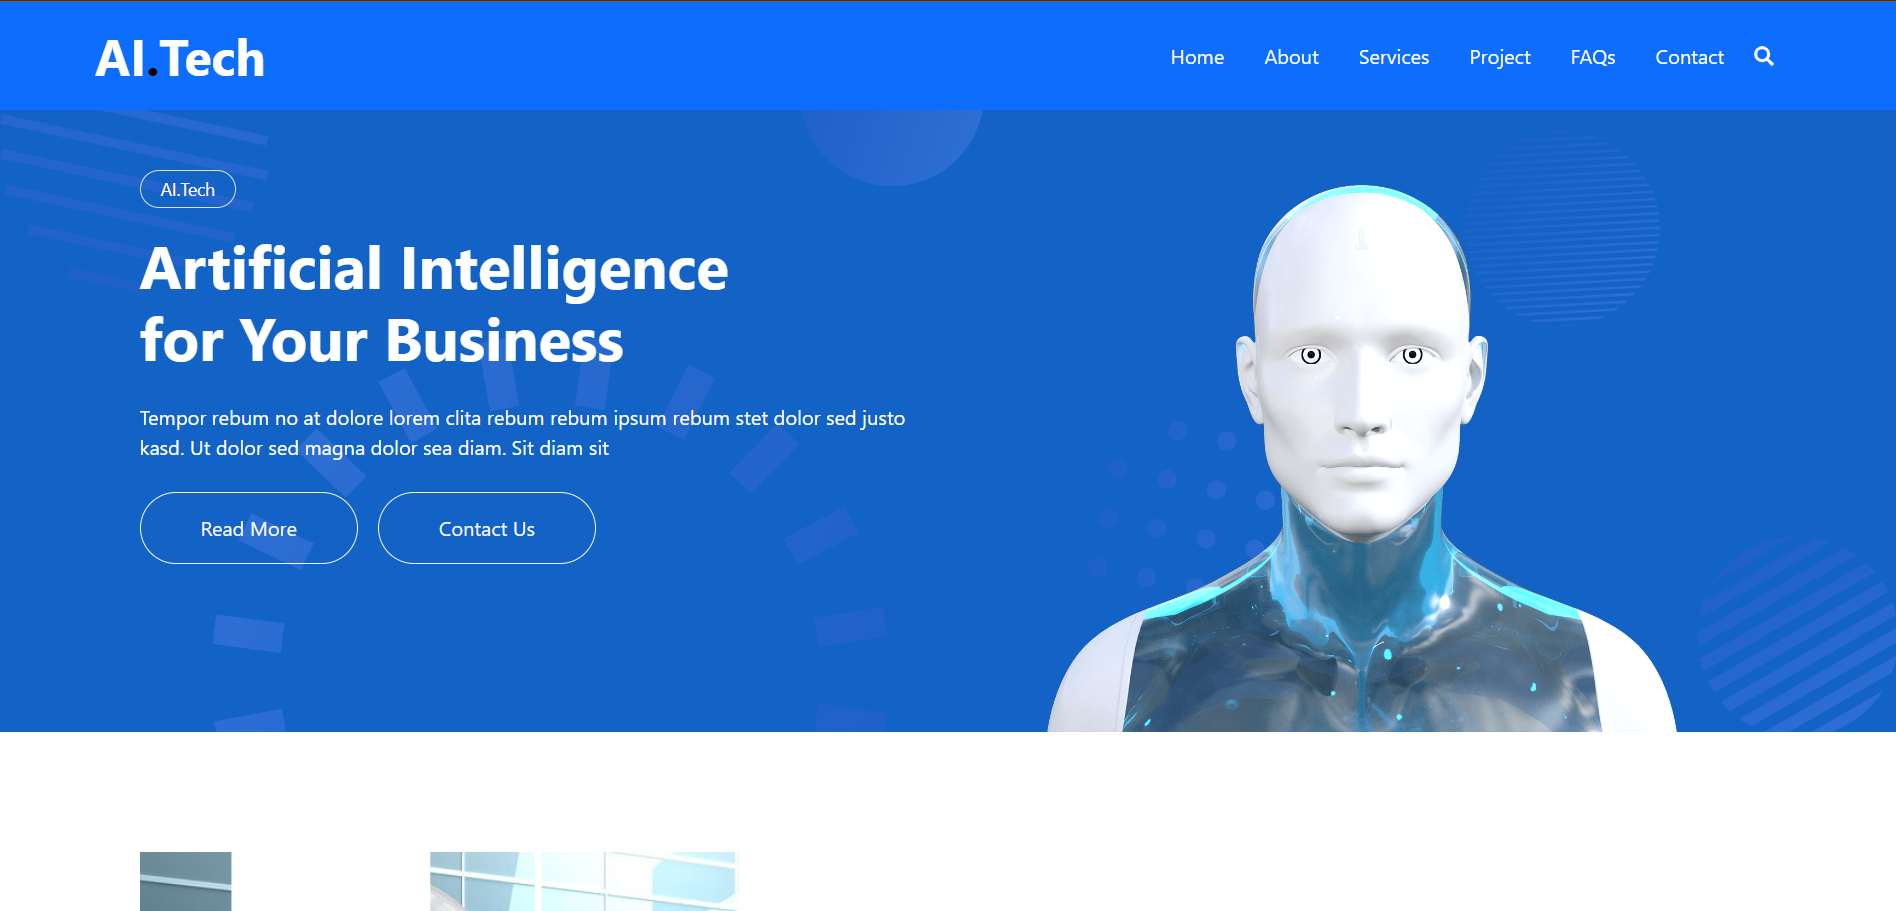 AI.Tech
Home About Services Project FAQs Contact
AI.Tech
Artificial Intelligence
for Your Business
Tempor rebum no at dolore lorem clita rebum rebum ipsum rebum stet dolor sed justo
kasd. Ut dolor sed magna dolor sea diam. Sit diam sit
Read More Contact Us